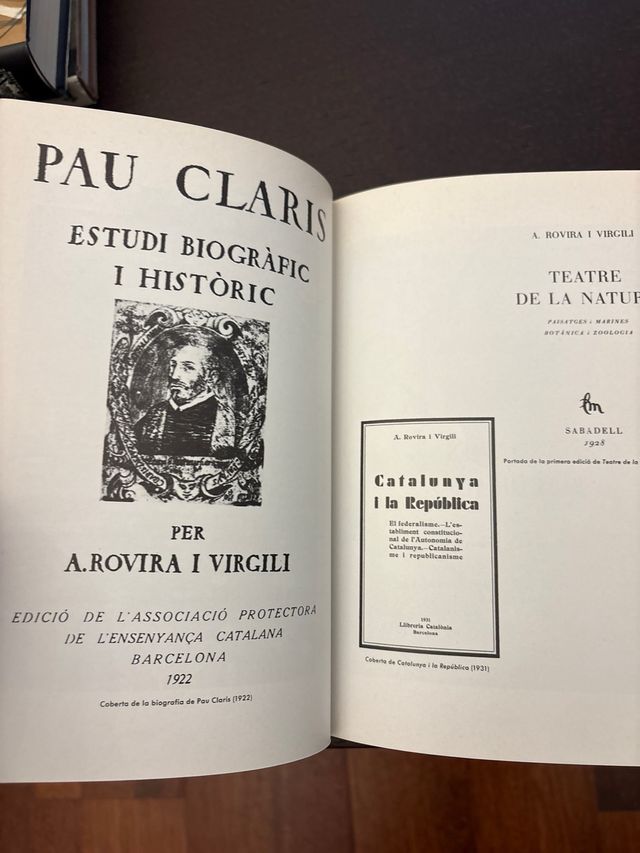 PAU CLARIS
ESTUDI BIOGRÀFIC
I HISTÒRIC
PER
A. ROVIRA I VIRGILI
EDICIÓ DE L'ASSOCIACIÓ PROTECTORA
DE L'ENSENYANÇA CATALANA
BARCELONA
1922
Coberta de la biografia de Pau Claris (1922)
A. ROVIRA I VIRGILI
TEATRE
DE LA NATUR
PAISATGES i MARINES
BOTÀNICA i ZOOLOGIA
SABADELL
1928
Portada de la primera edició de Teatre de la
A. Rovira i Virgili
Catalunya
i la República
El federalisme.—L'es-
tabliment constitucio-
nal de l'Autonomia de
Catalunya.—Catalanis-
me i republicanisme
1931
Llibreria Catalònia
Barcelona
Coberta de Catalunya i la República (1931)